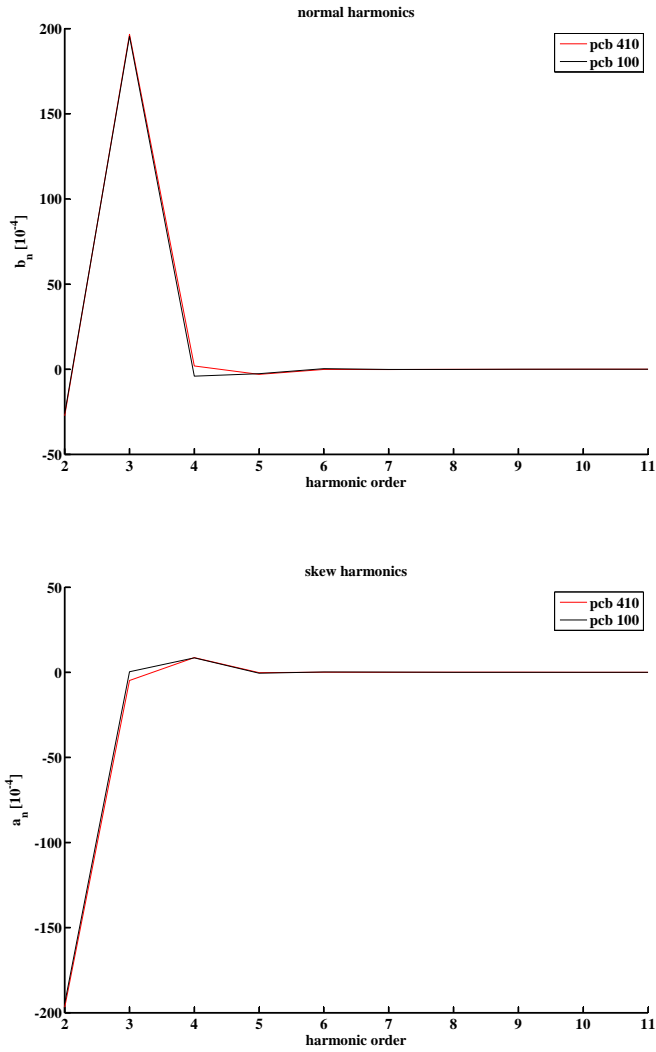 normal harmonics
pcb 410
pcb 100
200
150
100
50
0
-50
b_n [10^-4]
2 3 4 5 6 7 8 9 10 11
harmonic order
skew harmonics
pcb 410
pcb 100
50
0
-50
-100
-150
-200
a_n [10^-4]
2 3 4 5 6 7 8 9 10 11
harmonic order